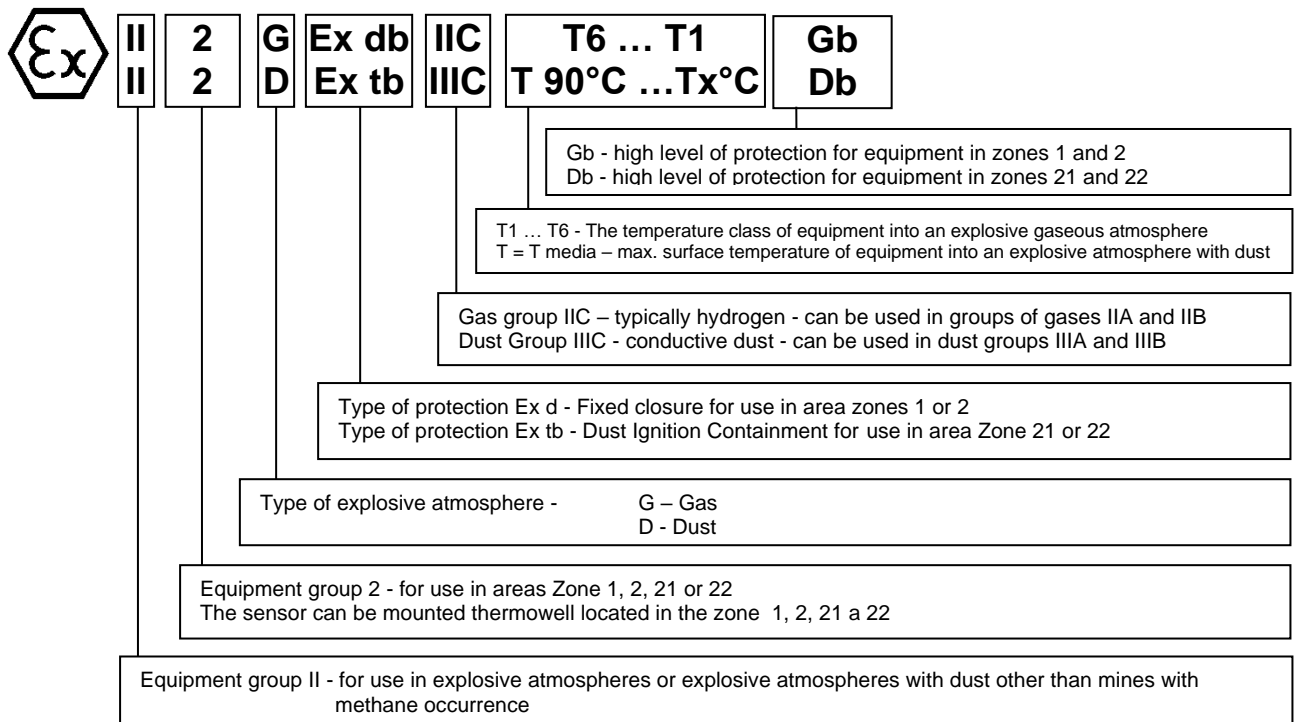 Ex II 2 G Ex db IIC T6 … T1 Gb
II 2 D Ex tb IIIC T 90°C …Tx°C Db
Gb - high level of protection for equipment in zones 1 and 2
Db - high level of protection for equipment in zones 21 and 22
T1 … T6 - The temperature class of equipment into an explosive gaseous atmosphere
T = T media – max. surface temperature of equipment into an explosive atmosphere with dust
Gas group IIC – typically hydrogen - can be used in groups of gases IIA and IIB
Dust Group IIIC - conductive dust - can be used in dust groups IIIA and IIIB
Type of protection Ex d - Fixed closure for use in area zones 1 or 2
Type of protection Ex tb - Dust Ignition Containment for use in area Zone 21 or 22
Type of explosive atmosphere - G – Gas
D - Dust
Equipment group 2 - for use in areas Zone 1, 2, 21 or 22
The sensor can be mounted thermowell located in the zone 1, 2, 21 a 22
Equipment group II - for use in explosive atmospheres or explosive atmospheres with dust other than mines with
methane occurrence